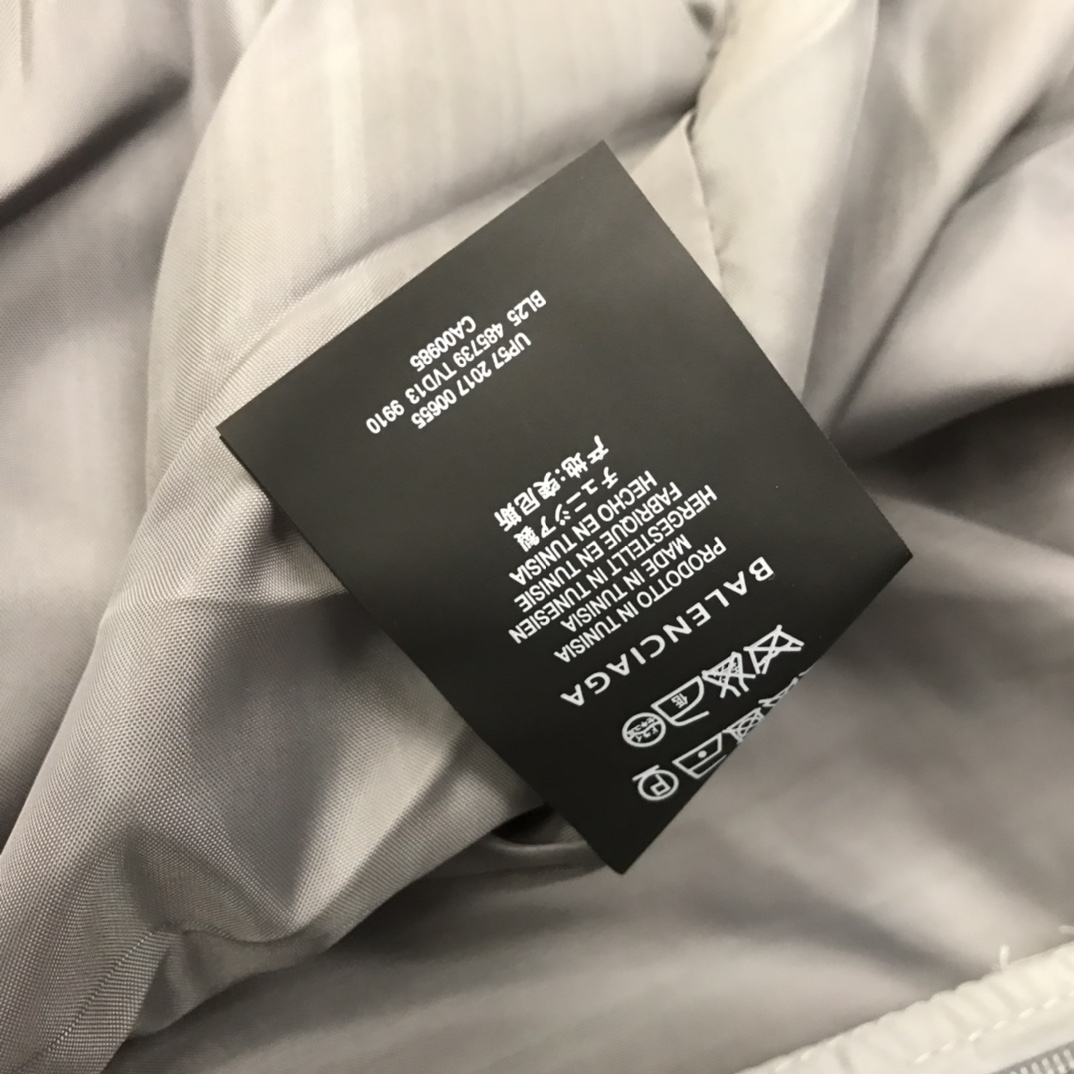 BALENCIAGA
PRODOTTO IN TUNISIA
MADE IN TUNISIA
HERGESTELLT IN TUNESIEN
FABRIQUE EN TUNISIE
HECHO EN TUNISIA
チュニジア製
产地:突尼斯
UP57 2017 00655
BL25 485739 TVD13 9910
CA00985